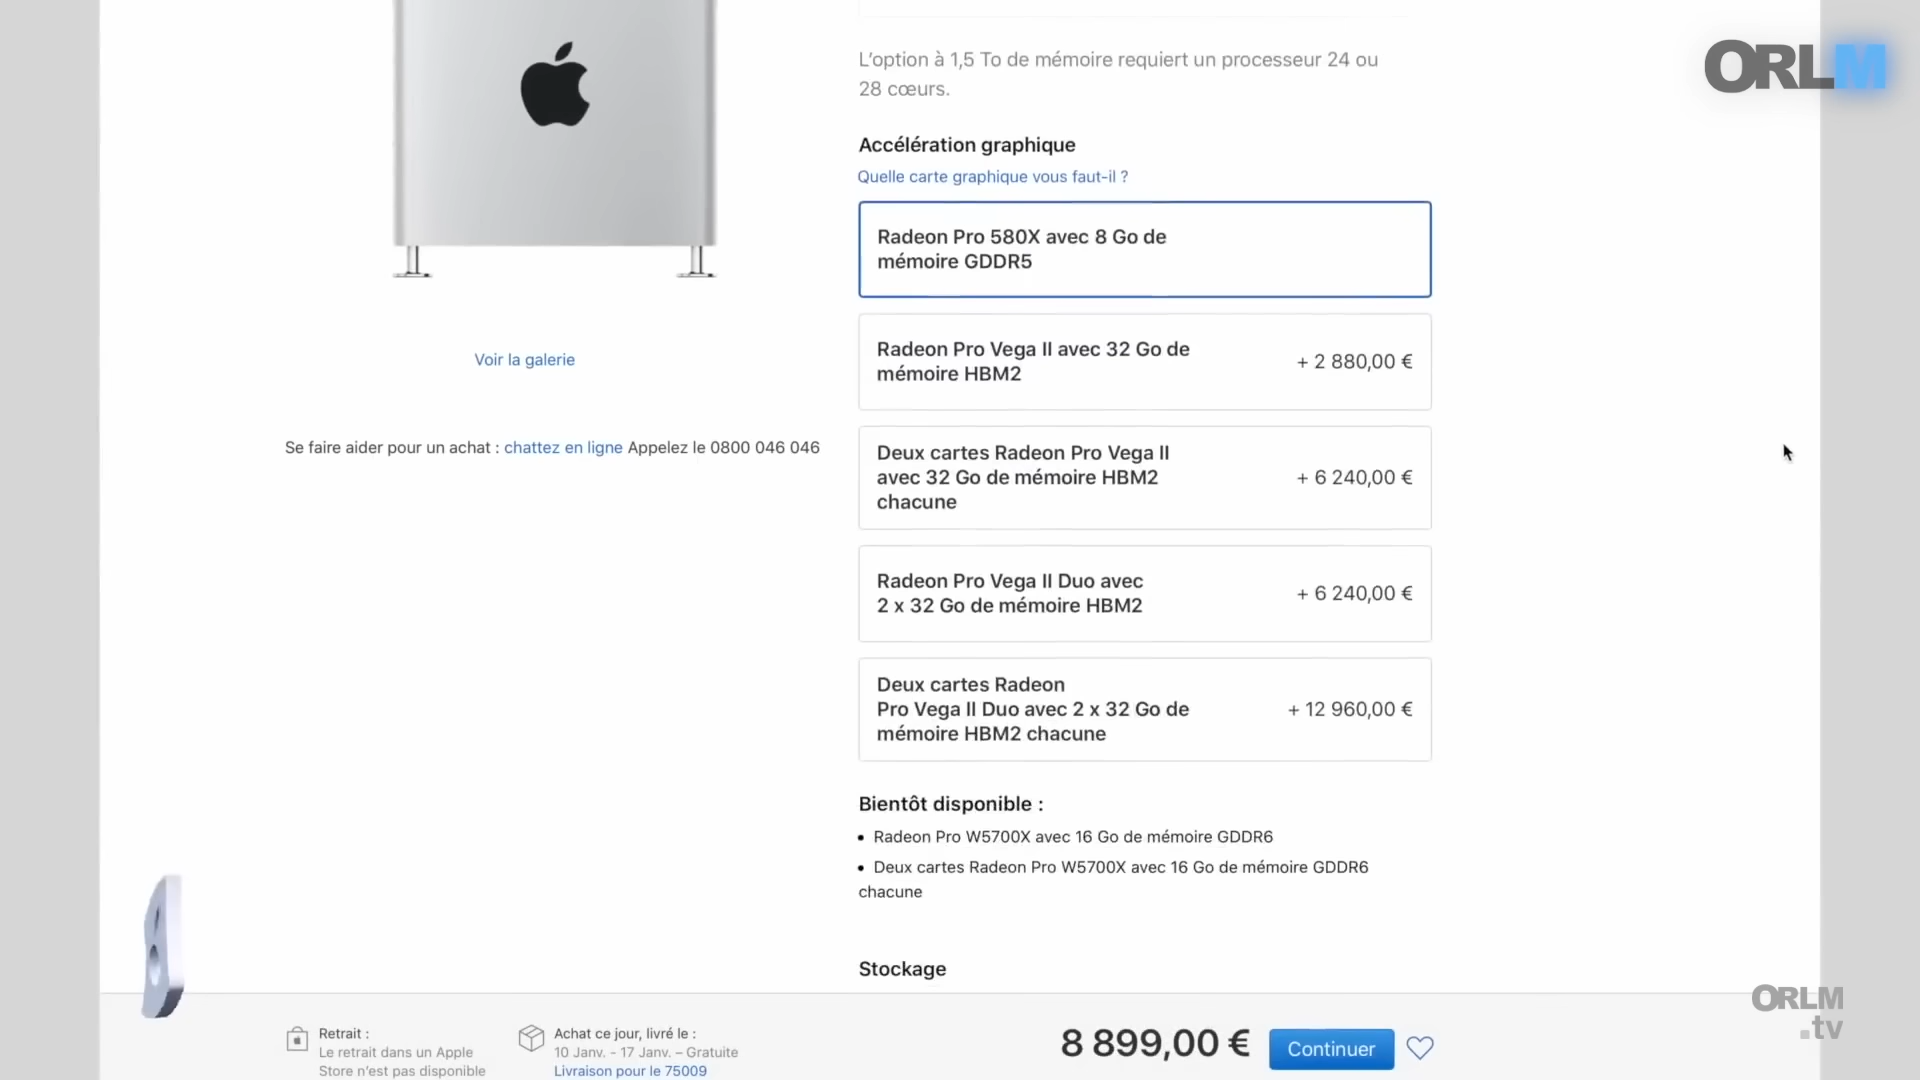 ORLM
L’option à 1,5 To de mémoire requiert un processeur 24 ou
28 cœurs.
Accélération graphique
Quelle carte graphique vous faut-il ?
Radeon Pro 580X avec 8 Go de
mémoire GDDR5
Radeon Pro Vega II avec 32 Go de
mémoire HBM2
+ 2 880,00 €
Voir la galerie
Se faire aider pour un achat : chattez en ligne Appelez le 0800 046 046
Deux cartes Radeon Pro Vega II
avec 32 Go de mémoire HBM2
chacune
+ 6 240,00 €
Radeon Pro Vega II Duo avec
2 x 32 Go de mémoire HBM2
+ 6 240,00 €
Deux cartes Radeon
Pro Vega II Duo avec 2 x 32 Go de
mémoire HBM2 chacune
+ 12 960,00 €
Bientôt disponible :
• Radeon Pro W5700X avec 16 Go de mémoire GDDR6
• Deux cartes Radeon Pro W5700X avec 16 Go de mémoire GDDR6
chacune
Stockage
Retrait :
Le retrait dans un Apple
Store n’est pas disponible
Achat ce jour, livré le :
10 Janv. - 17 Janv. – Gratuite
Livraison pour le 75009
8 899,00 €
Continuer
ORLM
.tv